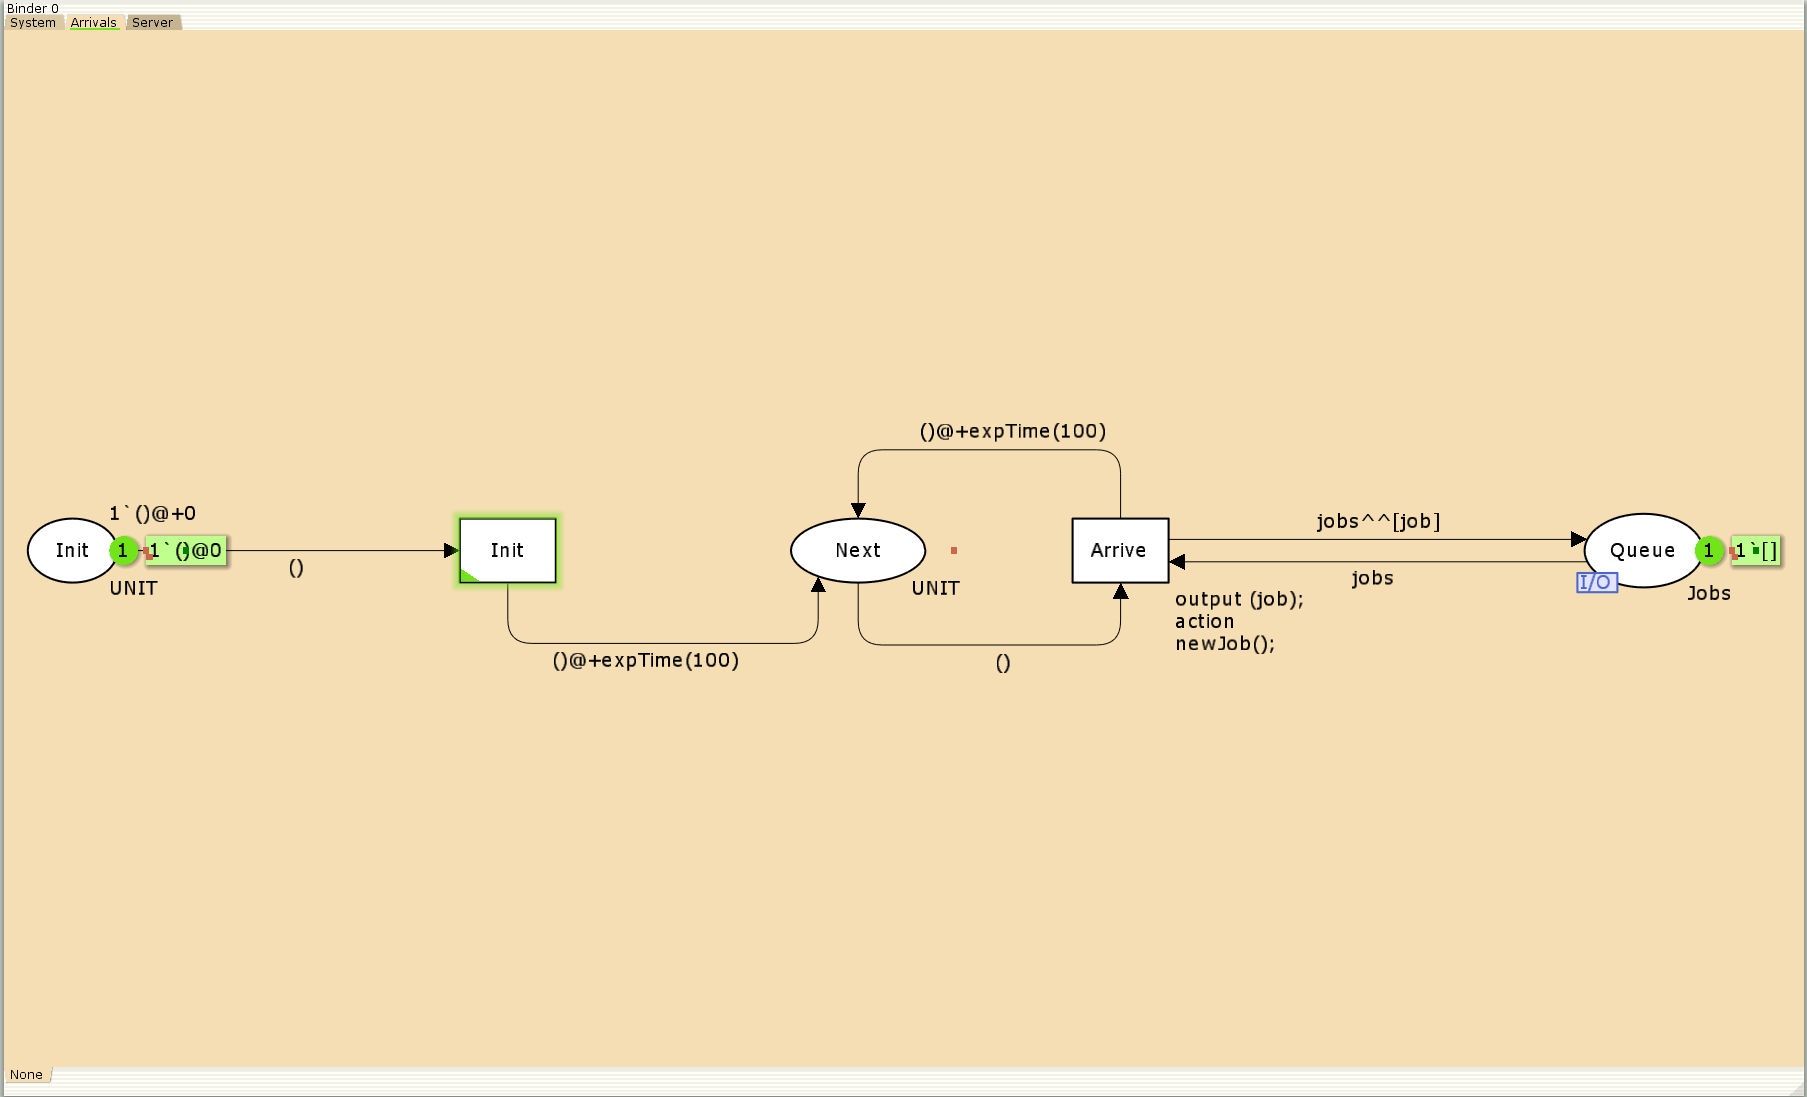 Binder 0
System Arrivals Server
()@+expTime(100)
1`()@+0
Init
1
1`()@0
UNIT
()
Init
()@+expTime(100)
Next
UNIT
()
Arrive
output (job);
action
newJob();
jobs^^[job]
jobs
Queue
I/O
1
1`[]
Jobs
None